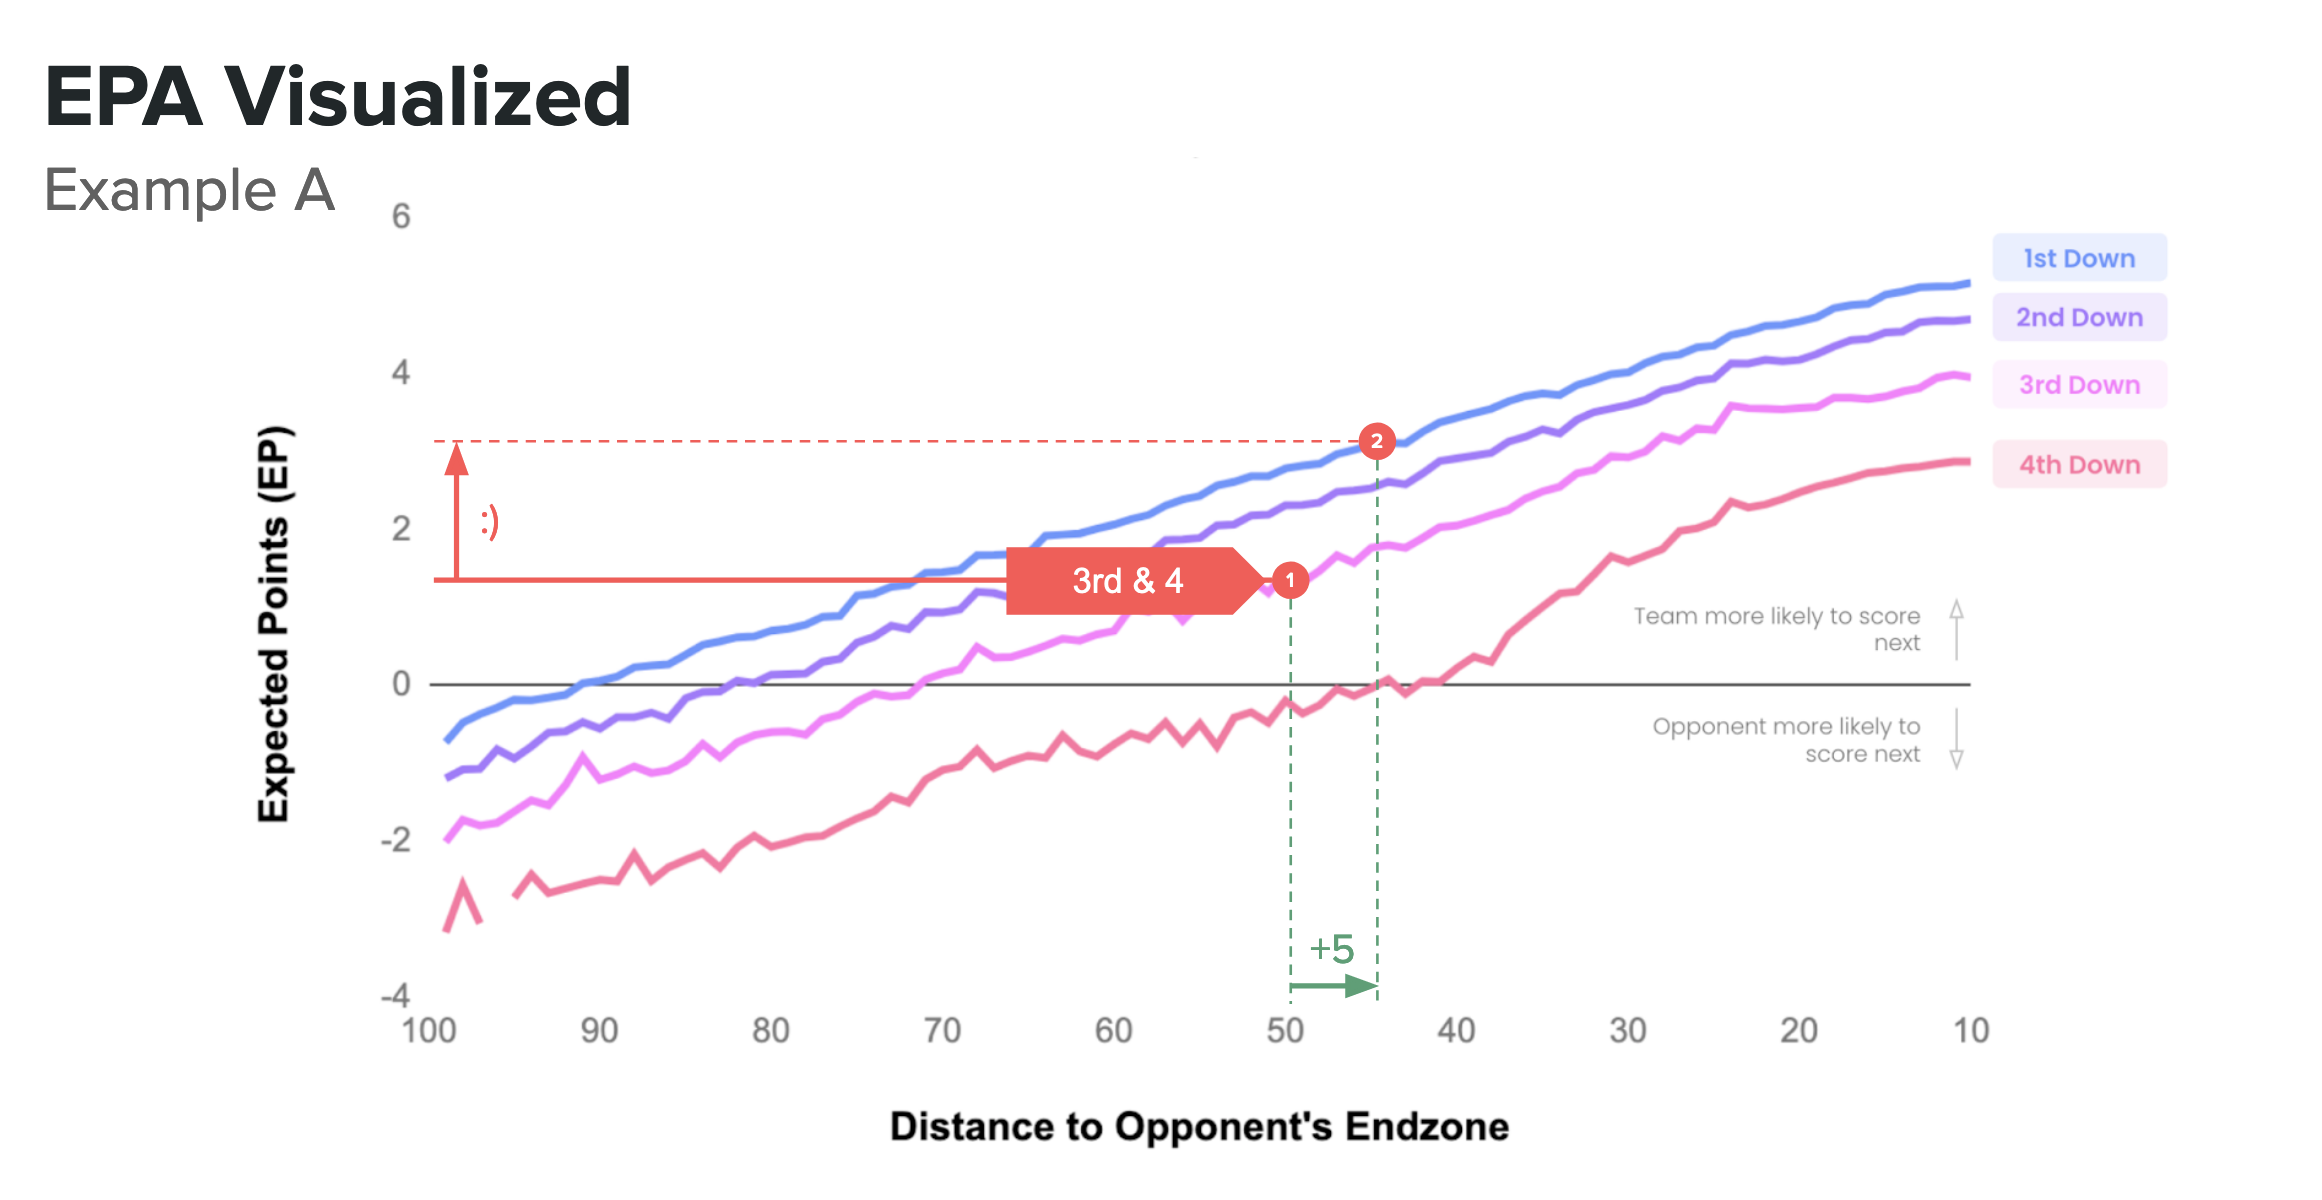 EPA Visualized
Example A
6
4
2
0
-2
-4
Expected Points (EP)
1st Down
2nd Down
3rd Down
4th Down
2
:)
3rd & 4
1
Team more likely to score
next
Opponent more likely to
score next
+5
100 90 80 70 60 50 40 30 20 10
Distance to Opponent's Endzone